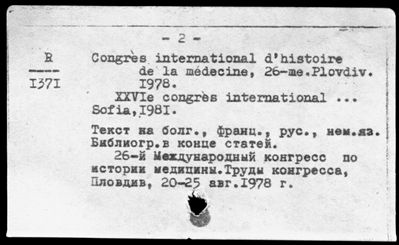 - 2 -
R Congrès international d'histoire
---- de la médecine, 26-me.Plovdiv.
I37I 1978.
XXVIe congrès international ...
Sofia,I98I.
Текст на болг., франц., рус., нем.яз.
Библиогр.в конце статей.
26-й Международный конгресс по
истории медицины.Труды конгресса,
Пловдив, 20-25 авг.1978 г.